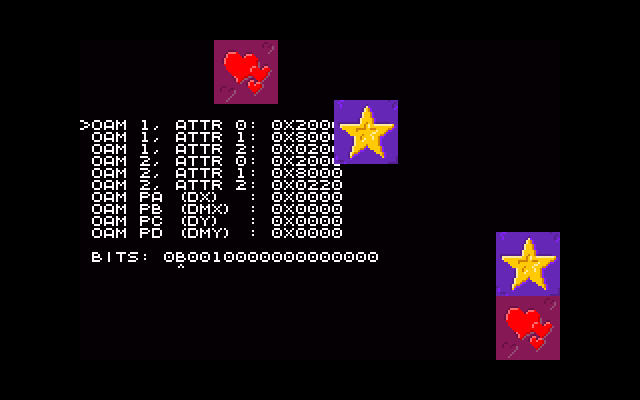 >OAM 1, ATTR 0: 0X200
OAM 1, ATTR 1: 0X800
OAM 1, ATTR 2: 0X020
OAM 2, ATTR 0: 0X200
OAM 2, ATTR 1: 0X8000
OAM 2, ATTR 2: 0X0220
OAM PA (DX) : 0X0000
OAM PB (DMX) : 0X0000
OAM PC (DY) : 0X0000
OAM PD (DMY) : 0X0000
BITS: 0B0010000000000000
^